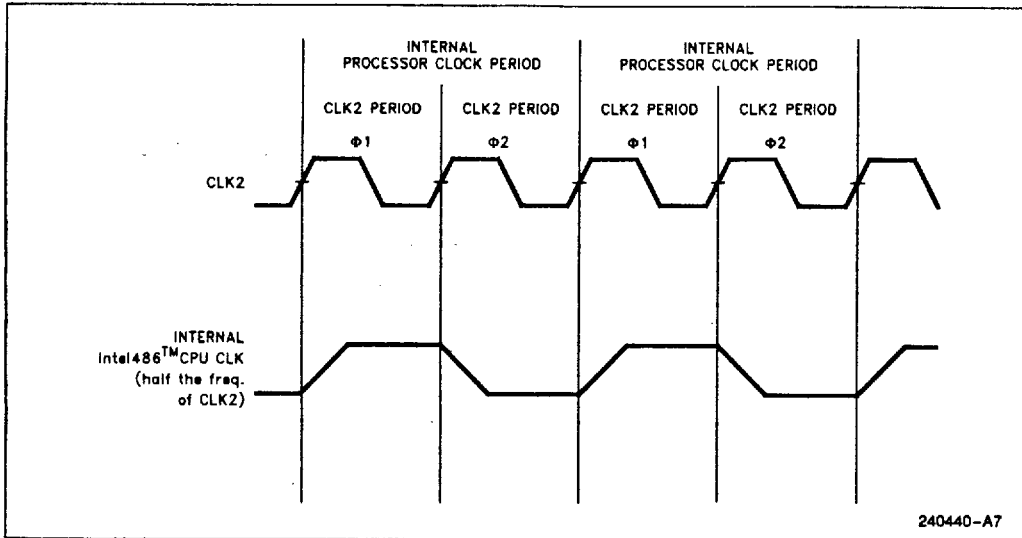 INTERNAL
PROCESSOR CLOCK PERIOD
INTERNAL
PROCESSOR CLOCK PERIOD
CLK2 PERIOD
CLK2 PERIOD
CLK2 PERIOD
CLK2 PERIOD
Φ1
Φ2
Φ1
Φ2
CLK2
INTERNAL
Intel486™CPU CLK
(half the freq.
of CLK2)
240440-A7